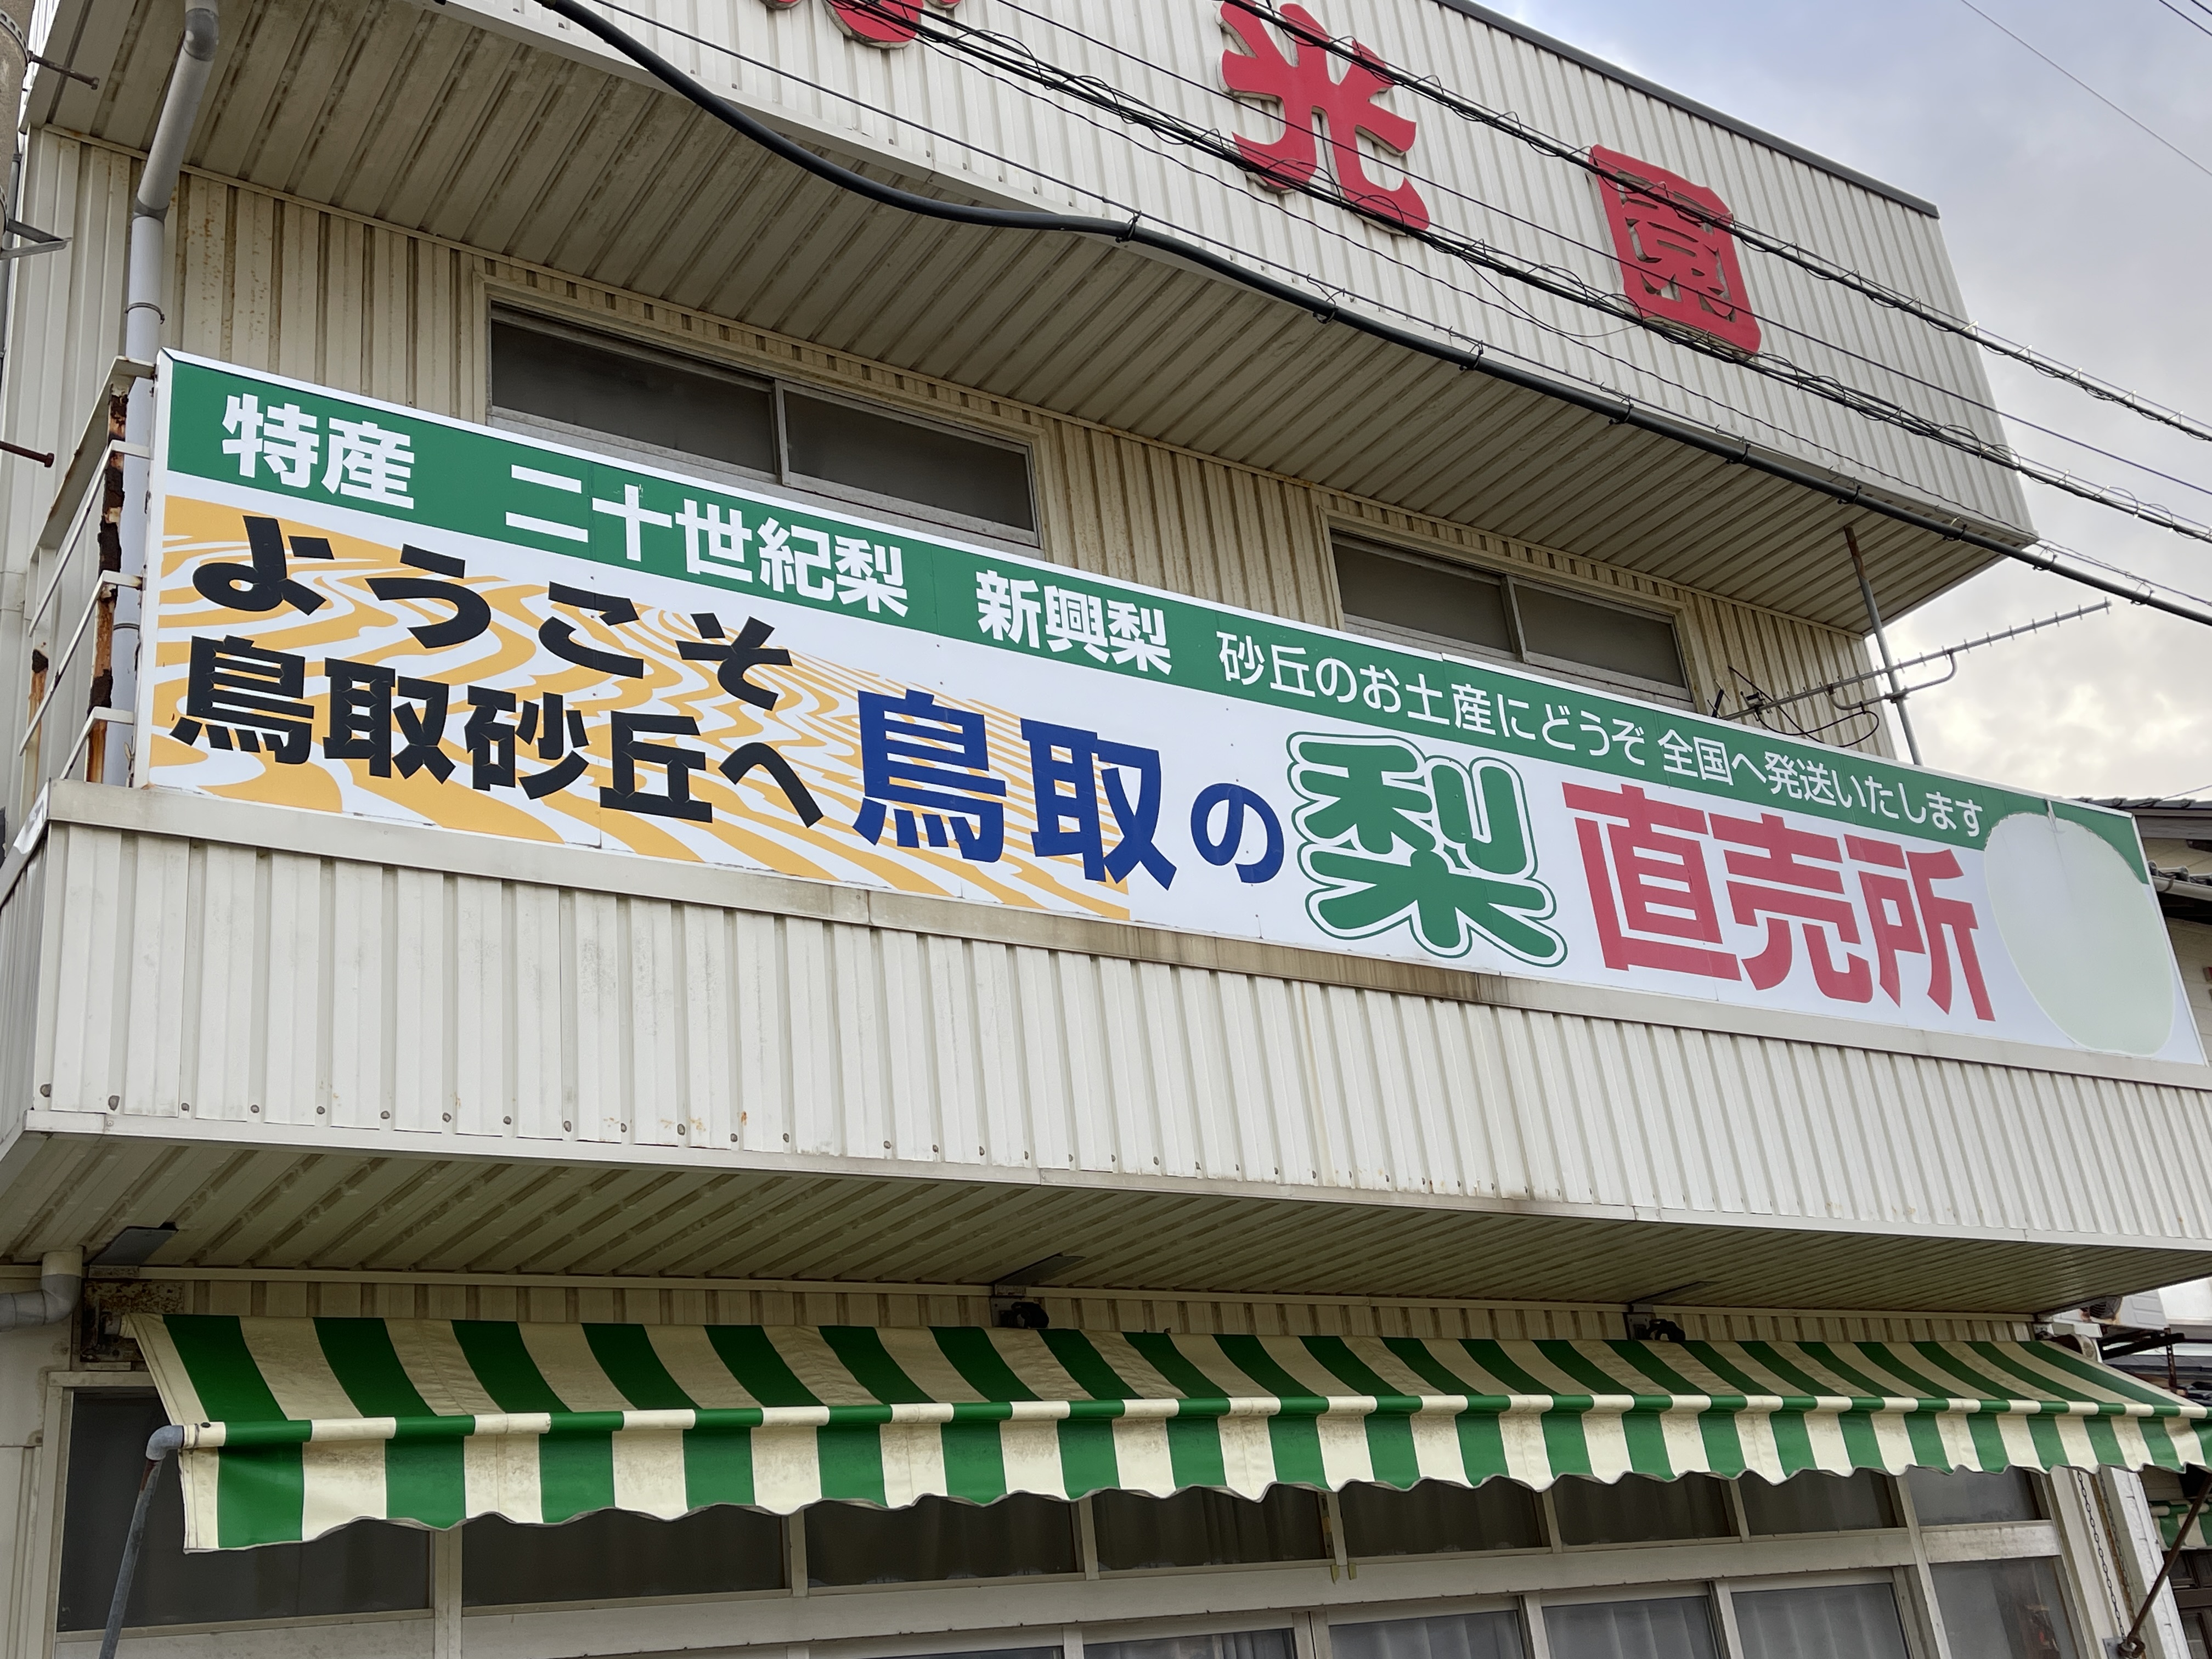 光園
特産 二十世紀梨 新興梨 砂丘のお土産にどうぞ 全国へ発送いたします
ようこそ
鳥取砂丘へ
鳥取の梨直売所